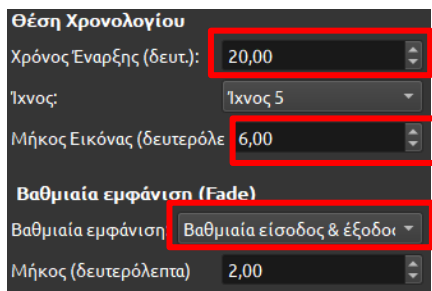 Θέση Χρονολογίου
Χρόνος Έναρξης (δευτ.): 20,00
Ίχνος: Ίχνος 5
Μήκος Εικόνας (δευτερόλε 6,00
Βαθμιαία εμφάνιση (Fade)
Βαθμιαία εμφάνιση Βαθμιαία είσοδος & έξοδος
Μήκος (δευτερόλεπτα) 2,00